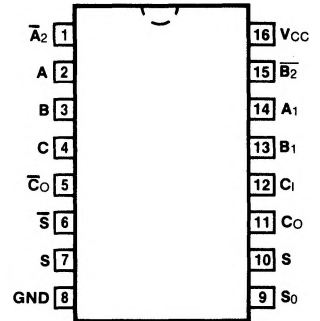 A̅2 1
A 2
B 3
C 4
C̅O 5
S̅ 6
S 7
GND 8
16 VCC
15 B̅2̅
14 A1
13 B1
12 CI
11 CO
10 S
9 S0